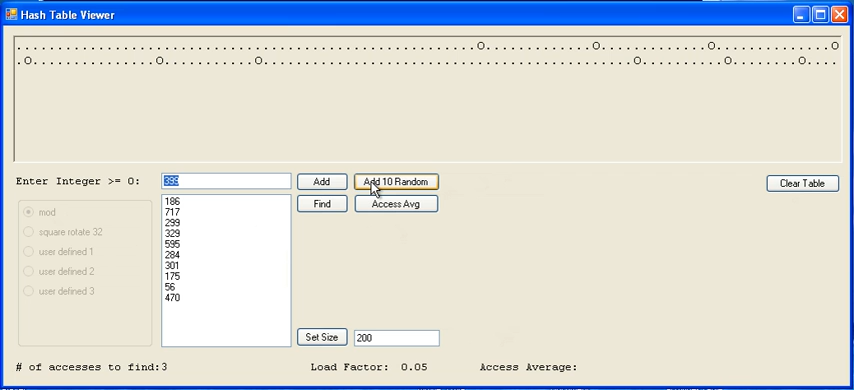 Hash Table Viewer
Enter Integer >= 0:
399
Add
Add 10 Random
Clear Table
Find
Access Avg
mod
square rotate 32
user defined 1
user defined 2
user defined 3
186
717
299
329
595
284
301
175
56
470
Set Size
200
# of accesses to find:3
Load Factor: 0.05
Access Average: